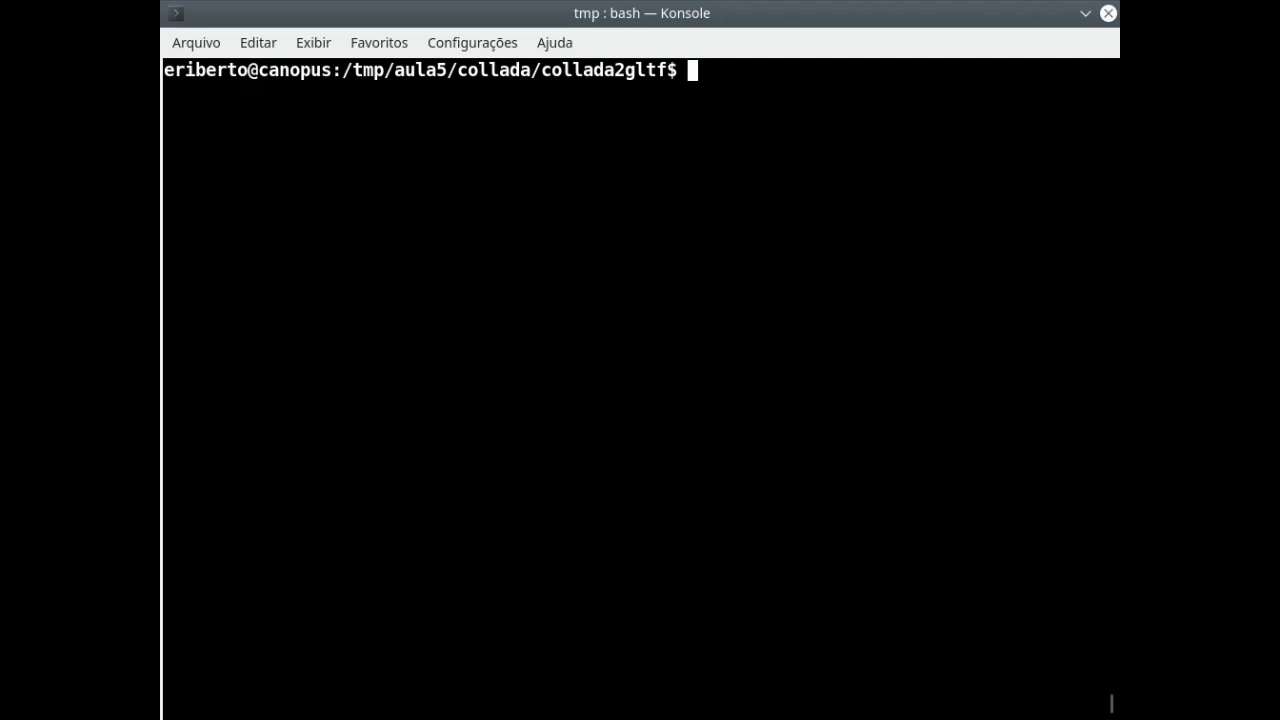 tmp : bash — Konsole
Arquivo Editar Exibir Favoritos Configurações Ajuda
eriberto@canopus:/tmp/aula5/collada/collada2gltf$